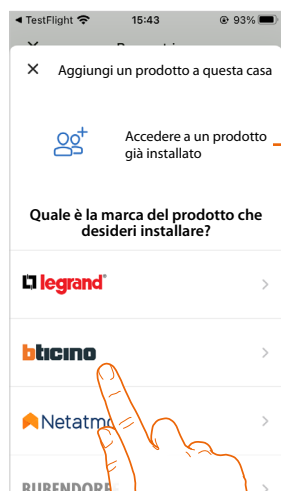 TestFlight 15:43 93%
Aggiungi un prodotto a questa casa
Accedere a un prodotto
già installato
Quale è la marca del prodotto che
desideri installare?
legrand
bticino